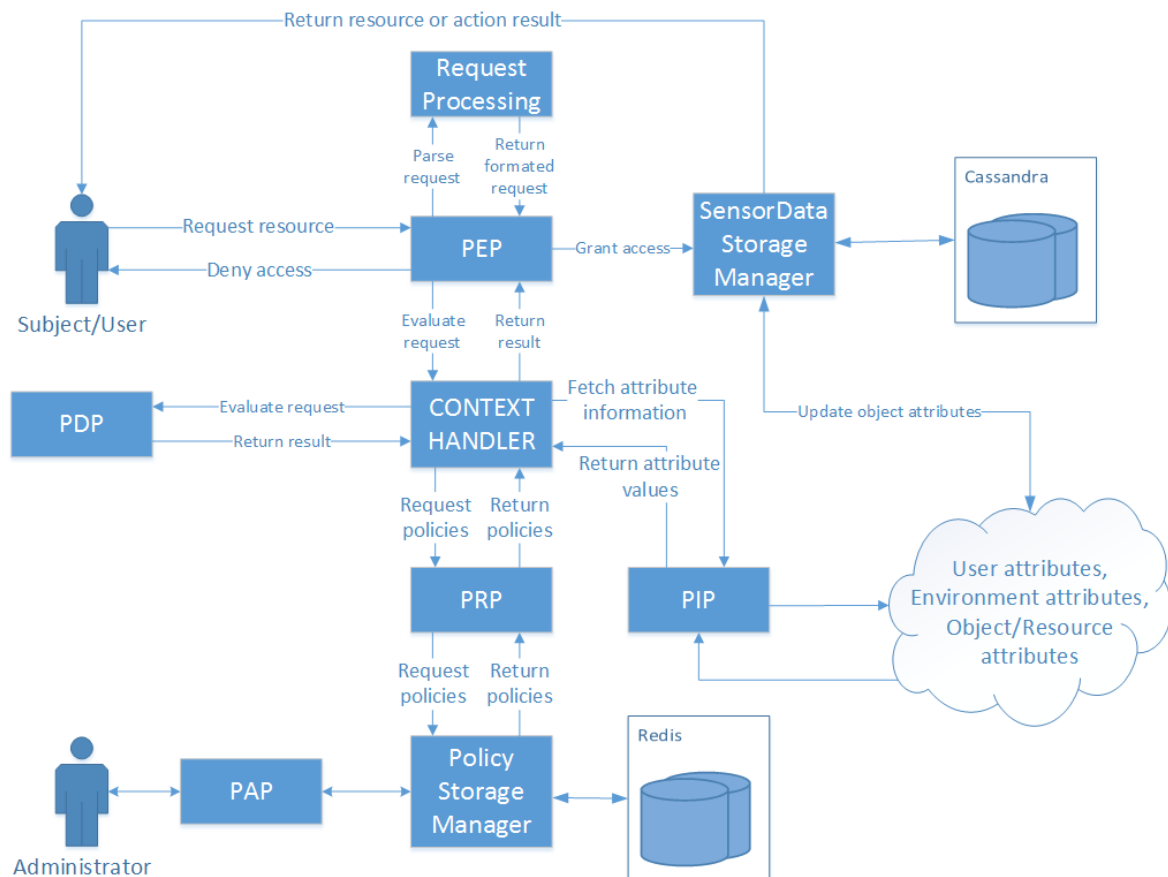 Return resource or action result
Request
Processing
Parse
request
Return
formated
request
Cassandra
SensorData
Storage
Manager
Request resource
PEP
Grant access
Deny access
Subject/User
Evaluate
request
Return
result
Fetch attribute
information
CONTEXT
HANDLER
PDP
Evaluate request
Return result
Update object attributes
Return attribute
values
Request
policies
Return
policies
PRP
PIP
User attributes,
Environment attributes,
Object/Resource
attributes
Request
policies
Return
policies
Redis
Policy
Storage
Manager
PAP
Administrator